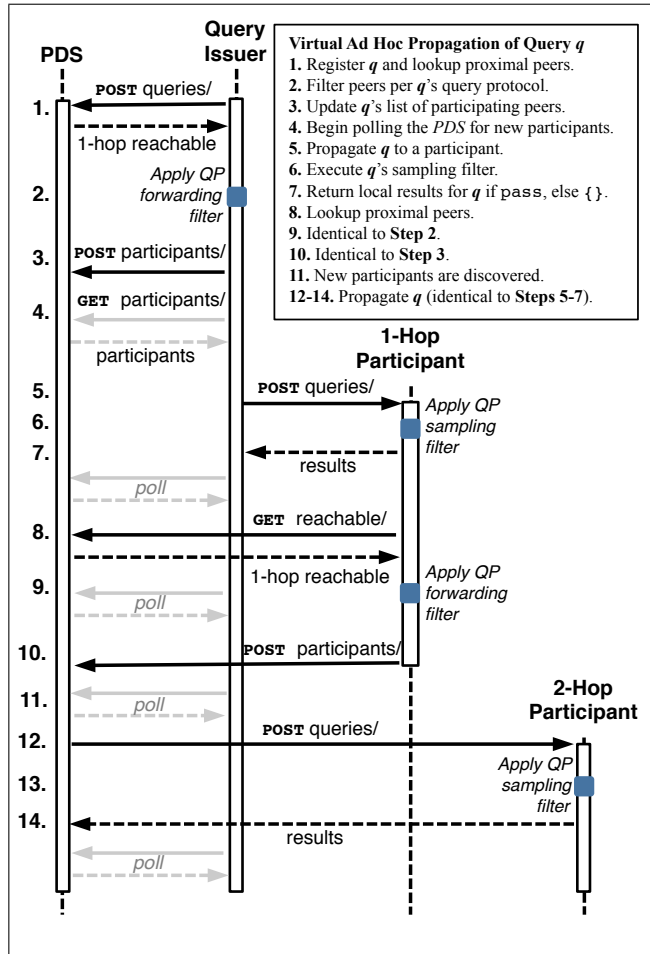 PDS
Query
Issuer
Virtual Ad Hoc Propagation of Query q
1. Register q and lookup proximal peers.
2. Filter peers per q's query protocol.
3. Update q's list of participating peers.
4. Begin polling the PDS for new participants.
5. Propagate q to a participant.
6. Execute q's sampling filter.
7. Return local results for q if pass, else { }.
8. Lookup proximal peers.
9. Identical to Step 2.
10. Identical to Step 3.
11. New participants are discovered.
12-14. Propagate q (identical to Steps 5-7).
1.
POST queries/
1-hop reachable
2.
Apply QP
forwarding
filter
3.
POST participants/
4.
GET participants/
participants
1-Hop
Participant
5.
POST queries/
6.
Apply QP
sampling
filter
7.
results
poll
8.
GET reachable/
1-hop reachable
9.
poll
Apply QP
forwarding
filter
10.
POST participants/
11.
poll
2-Hop
Participant
12.
POST queries/
13.
Apply QP
sampling
filter
14.
results
poll